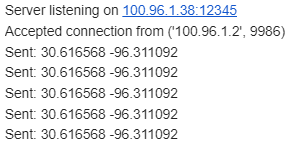 Server listening on 100.96.1.38:12345
Accepted connection from ('100.96.1.2', 9986)
Sent: 30.616568 -96.311092
Sent: 30.616568 -96.311092
Sent: 30.616568 -96.311092
Sent: 30.616568 -96.311092
Sent: 30.616568 -96.311092